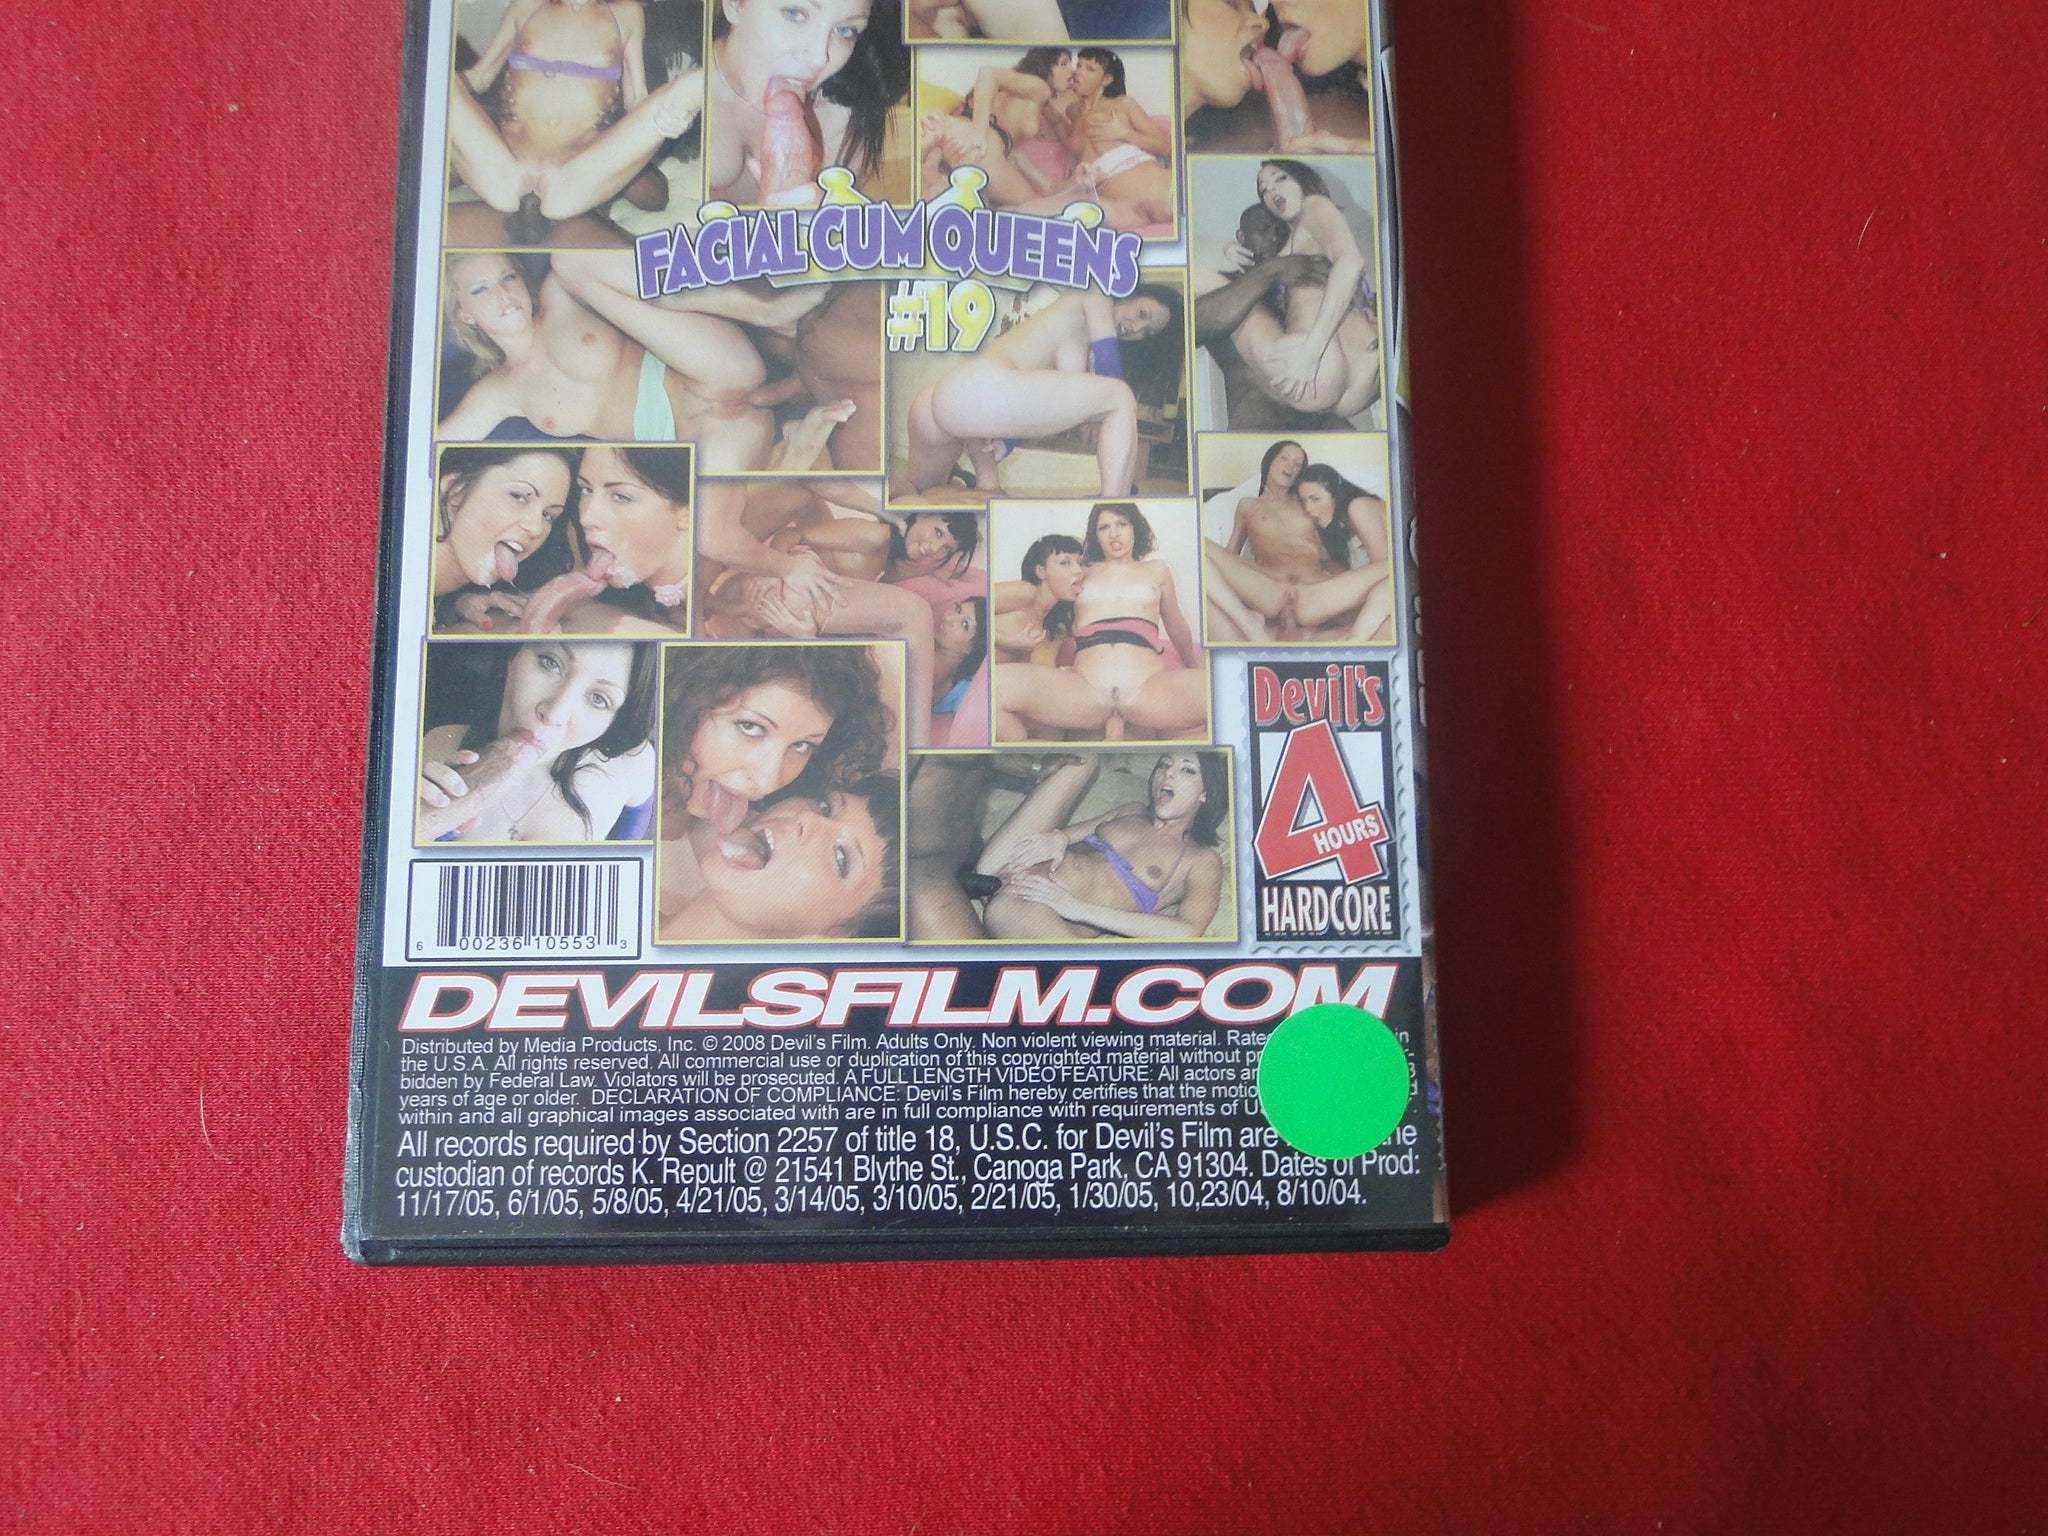 FACIAL CUM QUEENS
#19
Devil's
4
HOURS
HARDCORE
6 00236 10553 3
DEVILSFILM.COM
Distributed by Media Products, Inc. © 2008 Devil's Film. Adults Only. Non violent viewing material. in
the U.S.A. All rights reserved. All commercial use or duplication of this copyrighted material without
bidden by Federal Law. Violators will be prosecuted. A FULL LENGTH VIDEO FEATURE: All actors
years of age or older. DECLARATION OF COMPLIANCE: Devil's Film hereby certifies that the
within and all graphical images associated with are in full compliance with requirements of
All records required by Section 2257 of title 18, U.S.C. for Devil's Film are
custodian of records K. Repult @ 21541 Blythe St., Canoga Park, CA 91304. Dates of Prod:
11/17/05, 6/1/05, 5/8/05, 4/21/05, 3/14/05, 3/10/05, 2/21/05, 1/30/05, 10,23/04, 8/10/04.